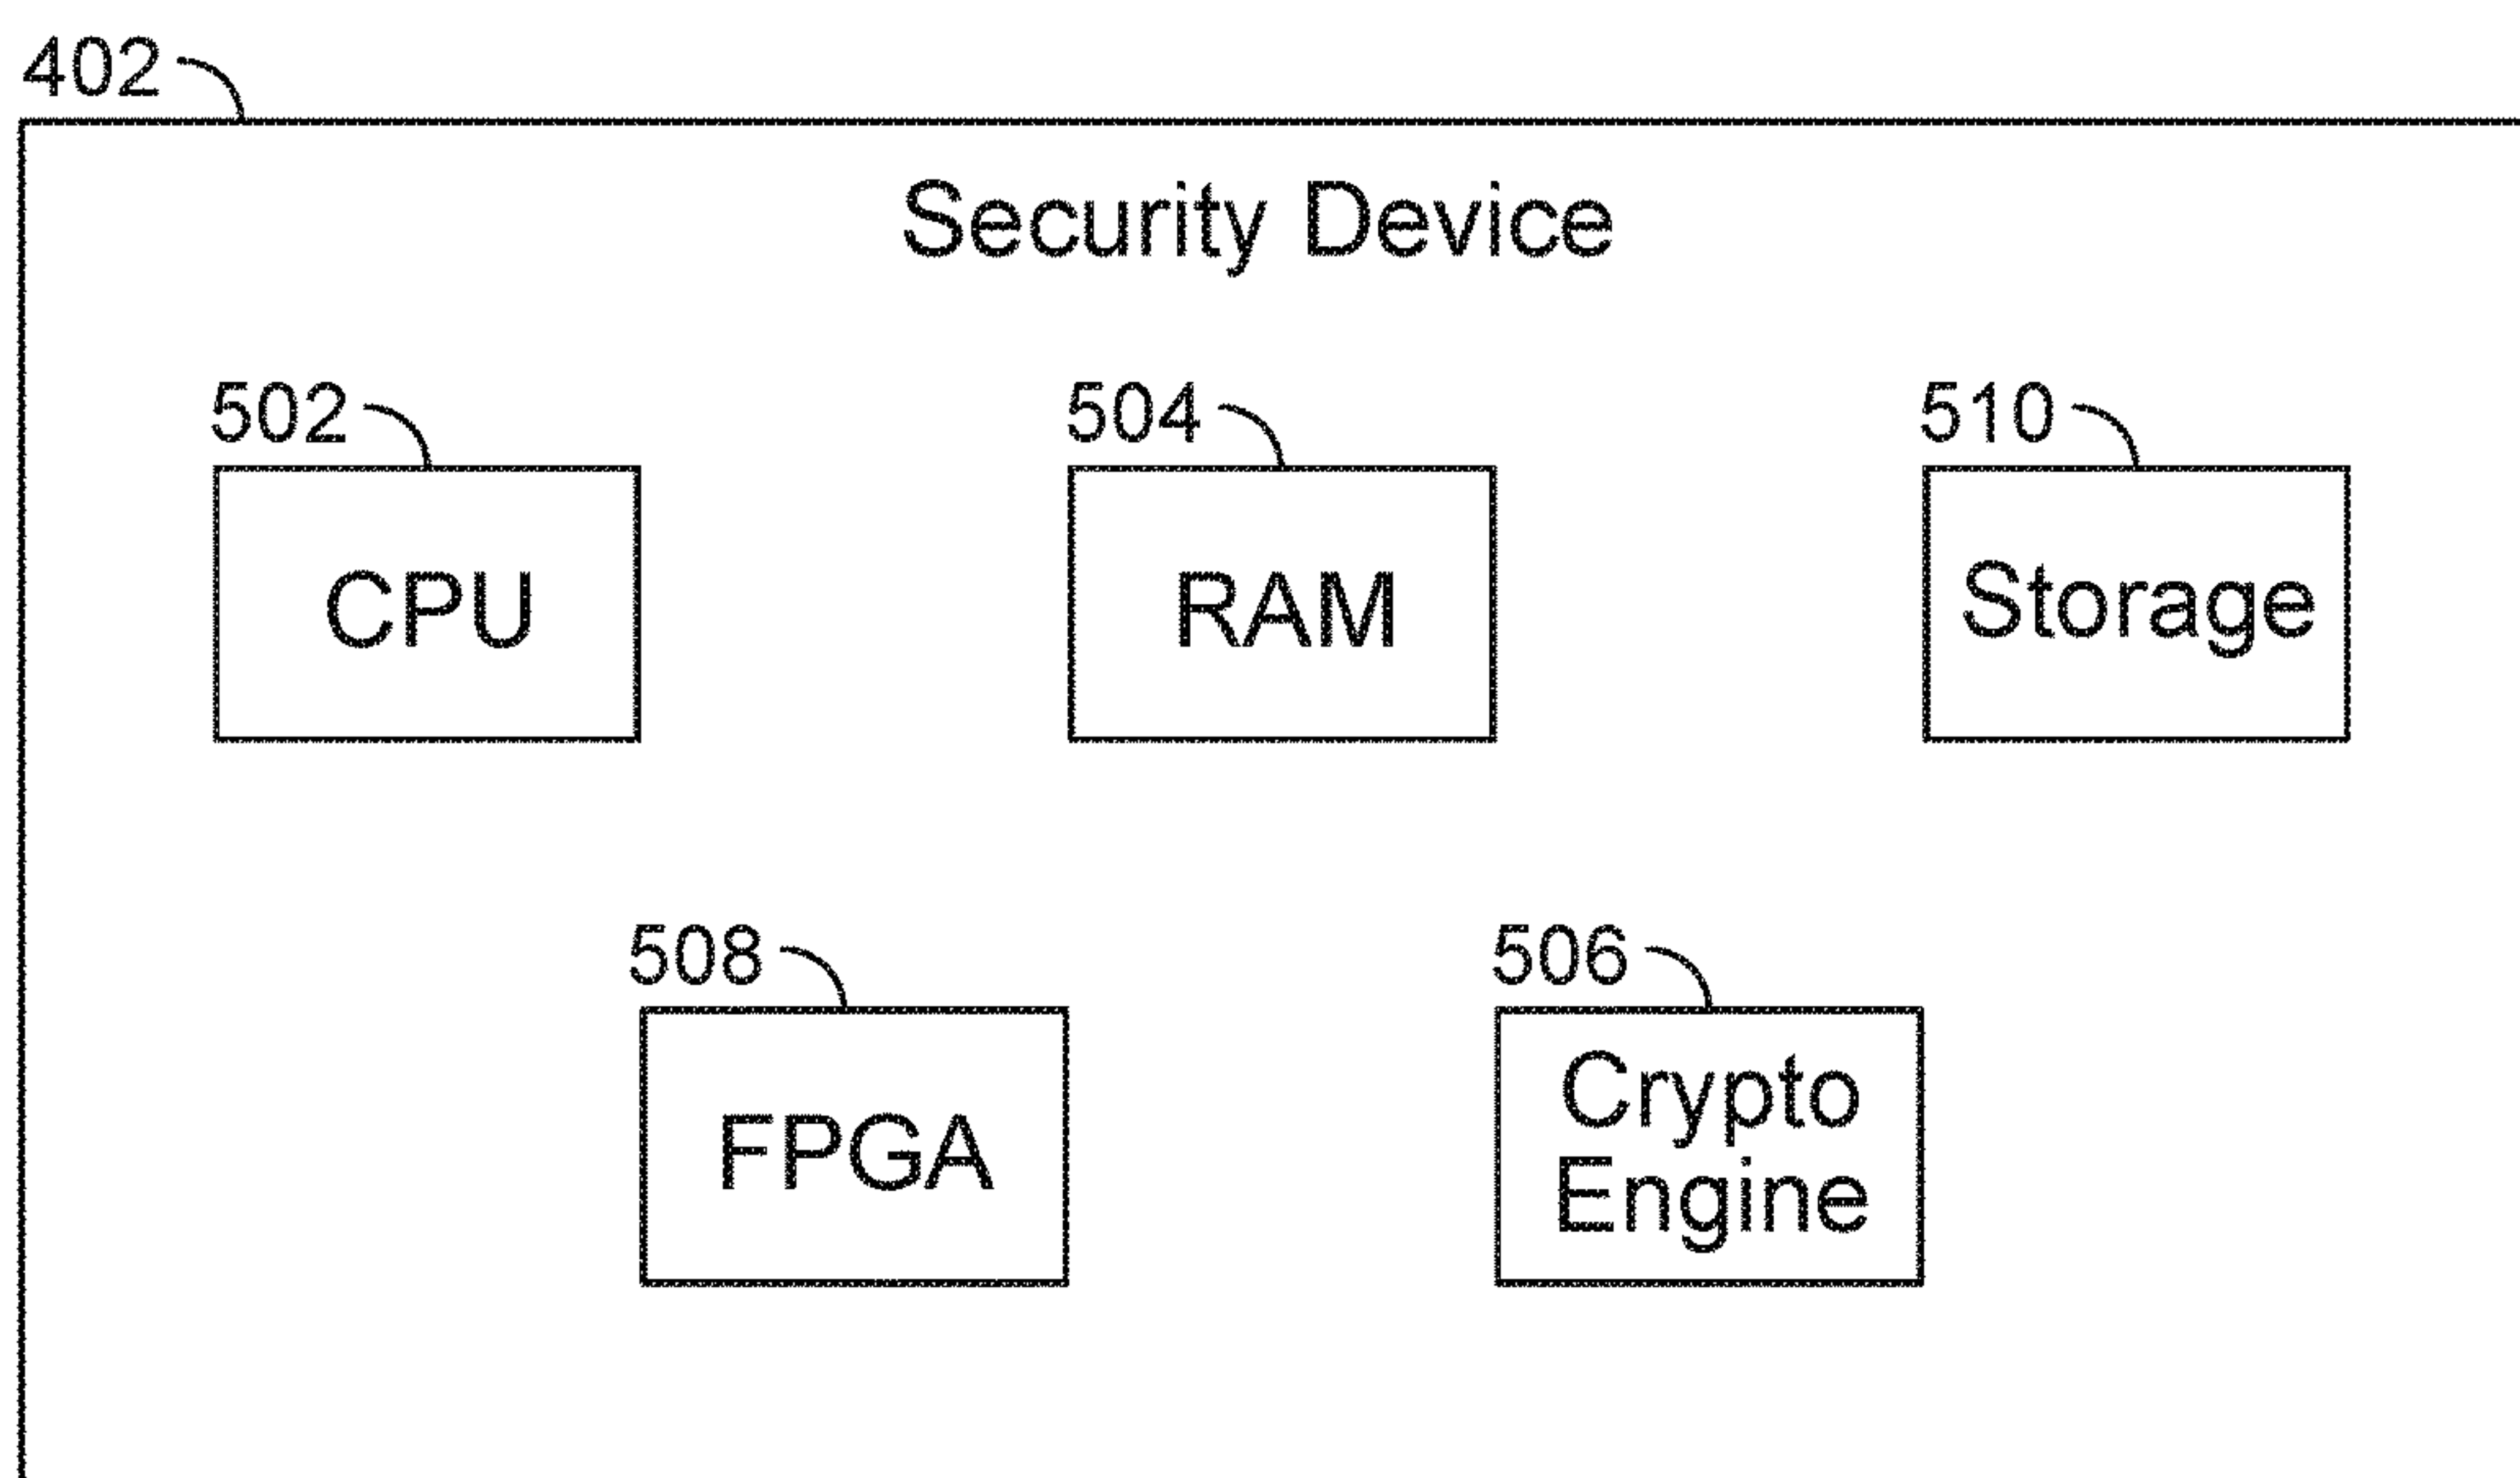 402
Security Device
502
504
510
CPU
RAM
Storage
508
506
FPGA
Crypto
Engine